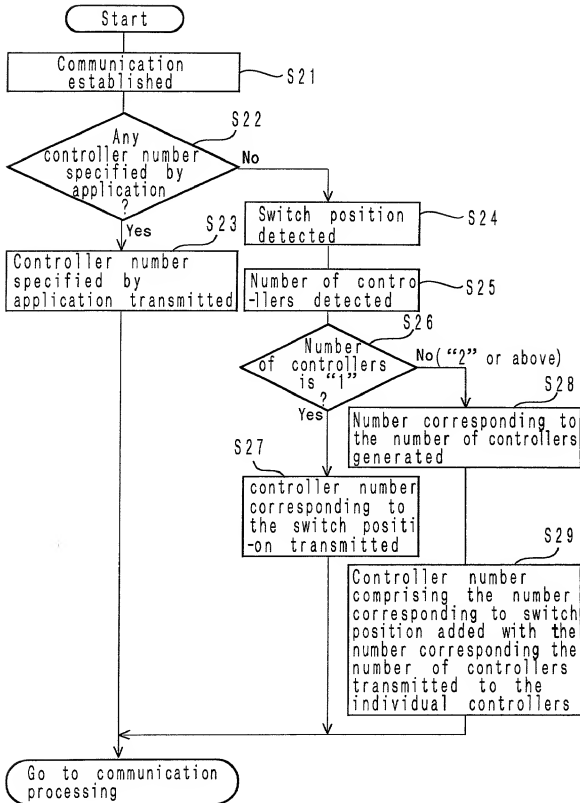 Start
Communication
established
S21
S22
Any
controller number
specified by
application
?
No
Yes
S23
Controller number
specified by
application transmitted
Switch position
detected
S24
Number of contro
-llers detected
S25
S26
Number
of controllers
is “1”
?
No(“2” or above)
Yes
S27
controller number
corresponding to
the switch positi
-on transmitted
S28
Number corresponding to
the number of controllers
generated
S29
Controller number
comprising the number
corresponding to switch
position added with the
number corresponding the
number of controllers
transmitted to the
individual controllers
Go to communication
processing